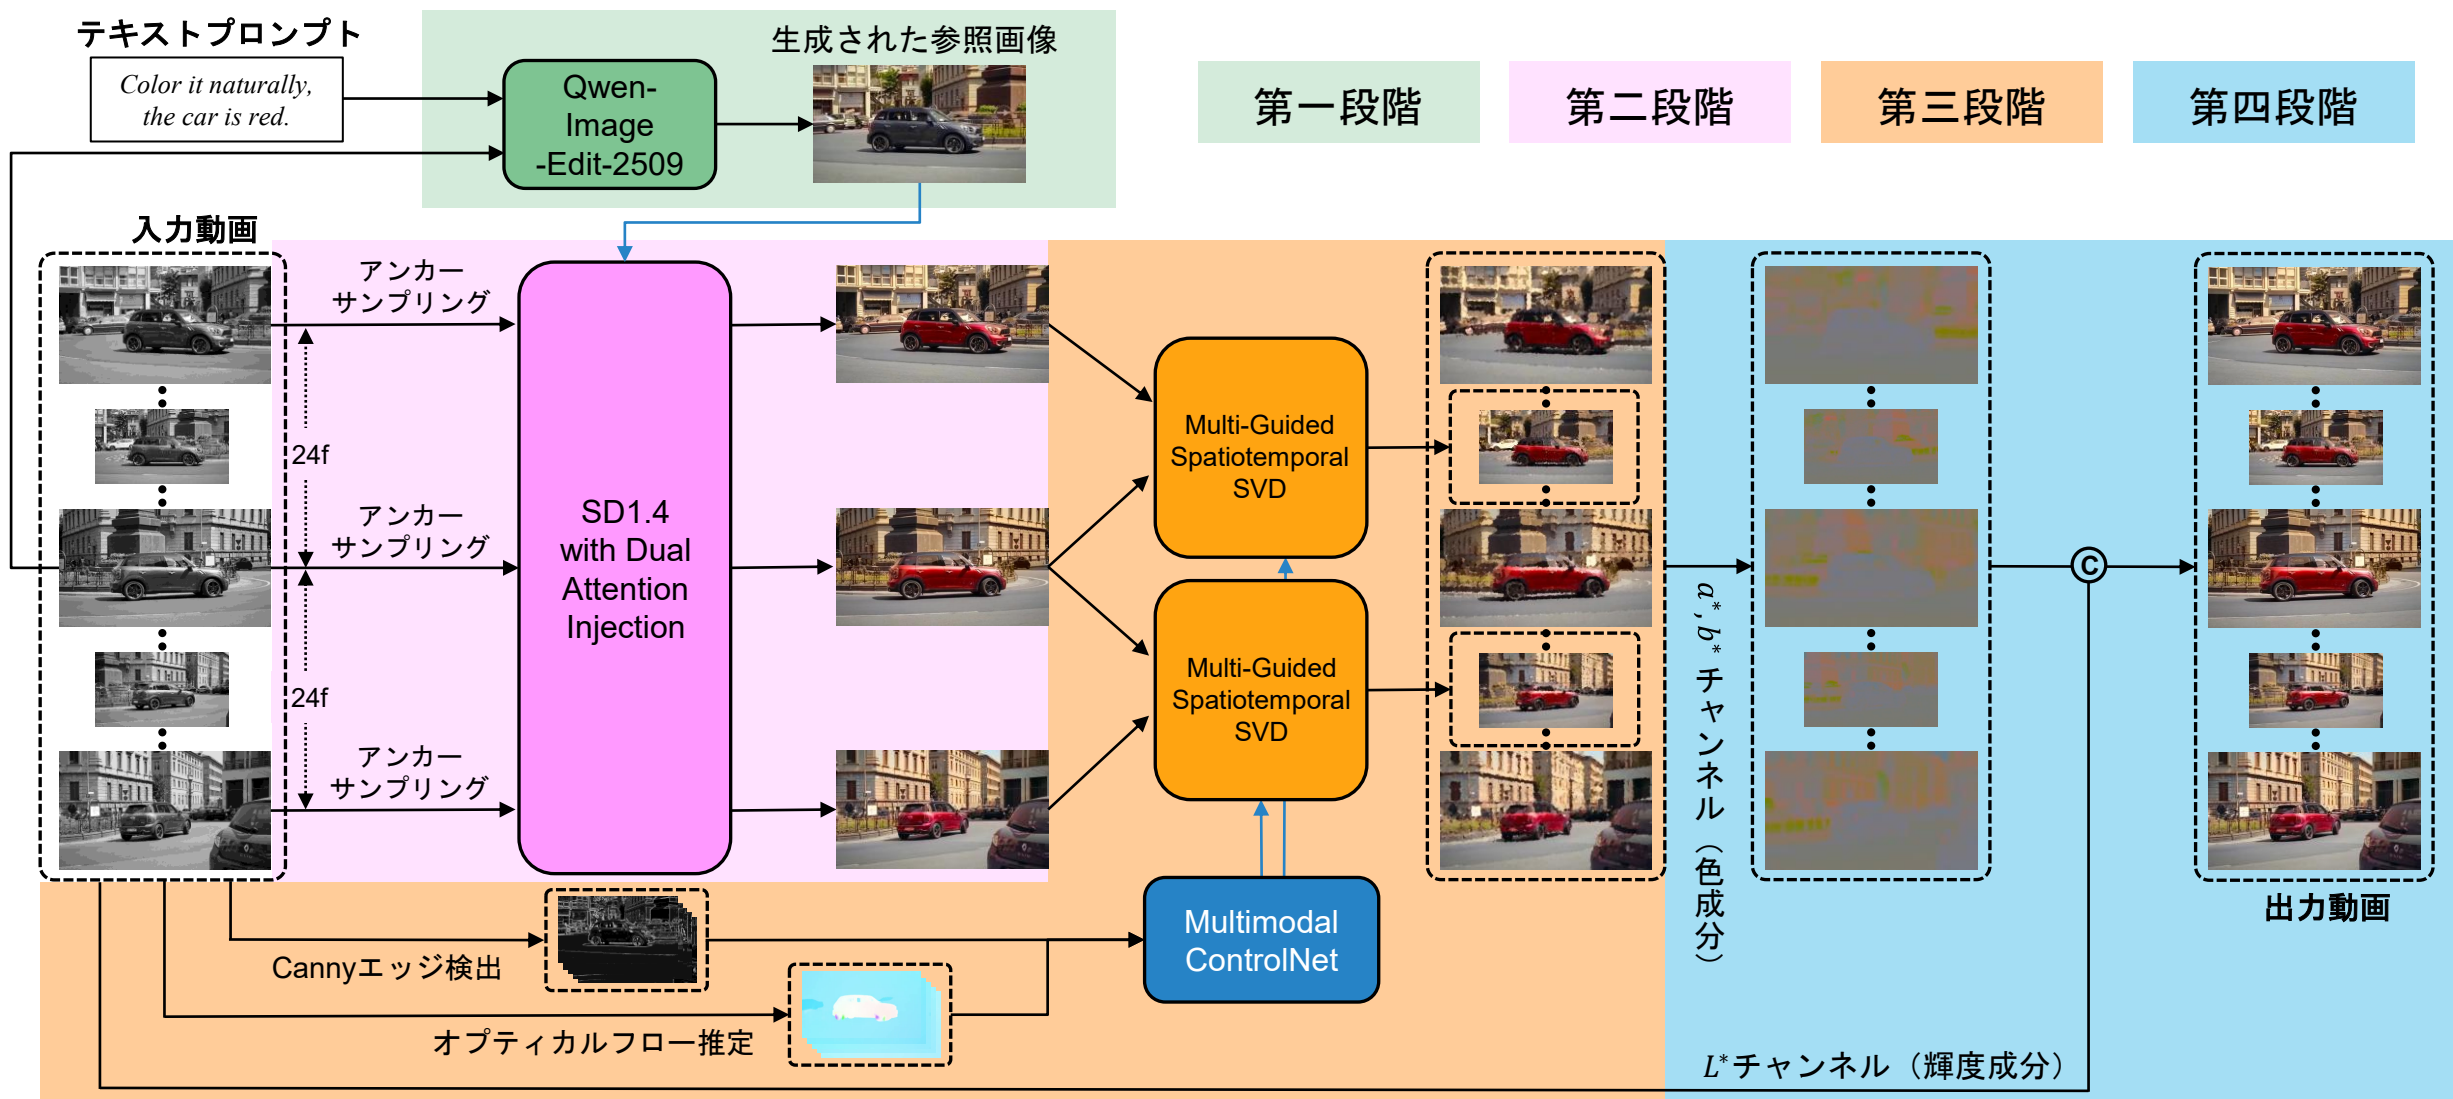 テキストプロンプト
Color it naturally,
the car is red.
Qwen-
Image
-Edit-2509
生成された参照画像
第一段階
第二段階
第三段階
第四段階
入力動画
アンカー
サンプリング
24f
アンカー
サンプリング
24f
アンカー
サンプリング
SD1.4
with Dual
Attention
Injection
Multi-Guided
Spatiotemporal
SVD
Multi-Guided
Spatiotemporal
SVD
a*, b*チャンネル（色成分）
C
出力動画
Cannyエッジ検出
オプティカルフロー推定
Multimodal
ControlNet
L*チャンネル（輝度成分）